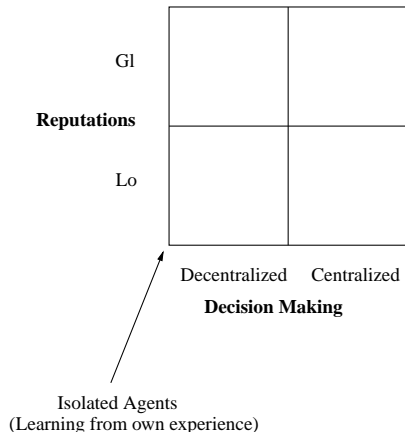 Gl
Reputations
Lo
Decentralized Centralized
Decision Making
Isolated Agents
(Learning from own experience)